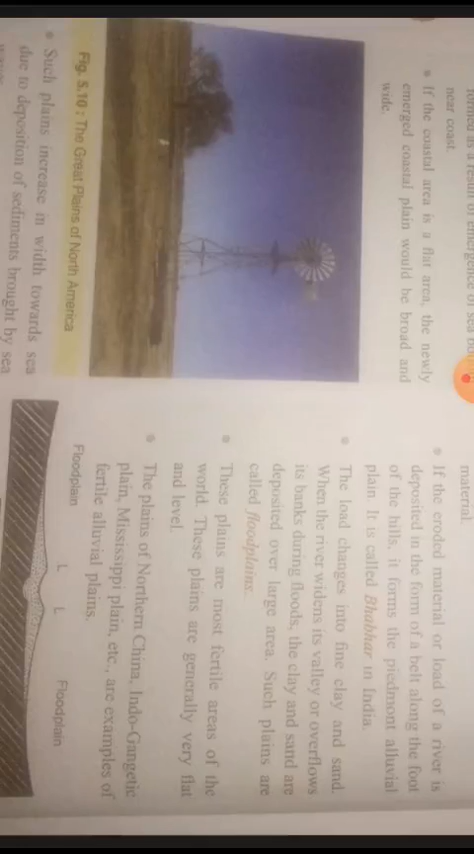 near coast.
If the coastal area is a flat area, the newly
emerged coastal plain would be broad and
wide.
Fig. 5.10 : The Great Plains of North America
Such plains increase in width towards sea
due to deposition of sediments brought by sea
material.
If the eroded material or load of a river is
deposited in the form of a belt along the foot
of the hills, it forms the piedmont alluvial
plain. It is called Bhabhar in India.
The load changes into fine clay and sand.
When the river widens its valley or overflows
its banks during floods, the clay and sand are
deposited over large area. Such plains are
called floodplains.
These plains are most fertile areas of the
world. These plains are generally very flat
and level.
The plains of Northern China, Indo-Gangetic
plain, Mississippi plain, etc., are examples of
fertile alluvial plains.
Floodplain L L Floodplain